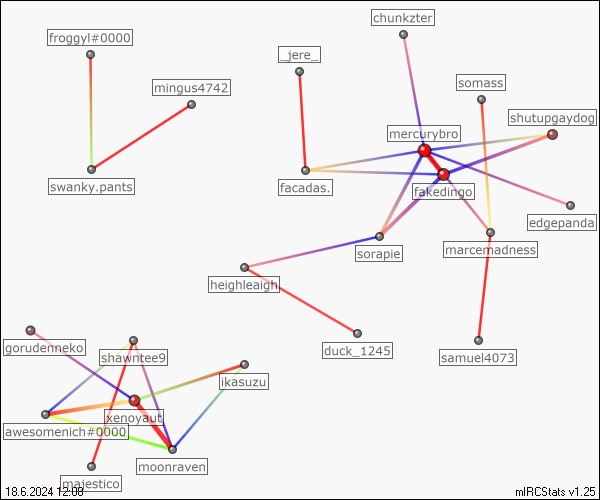 chunkzter
froggyl#0000
_jere_
mingus4742
somass
shutupgaydog
mercurybro
swanky.pants
facadas.
fakedingo
edgepanda
sorapie
marcemadness
heighleaigh
gorudenneko
shawntee9
duck_1245
samuel4073
ikasuzu
xenoyaut
awesomenich#0000
moonraven
majestico
18.6.2024 12:08
mIRCStats v1.25